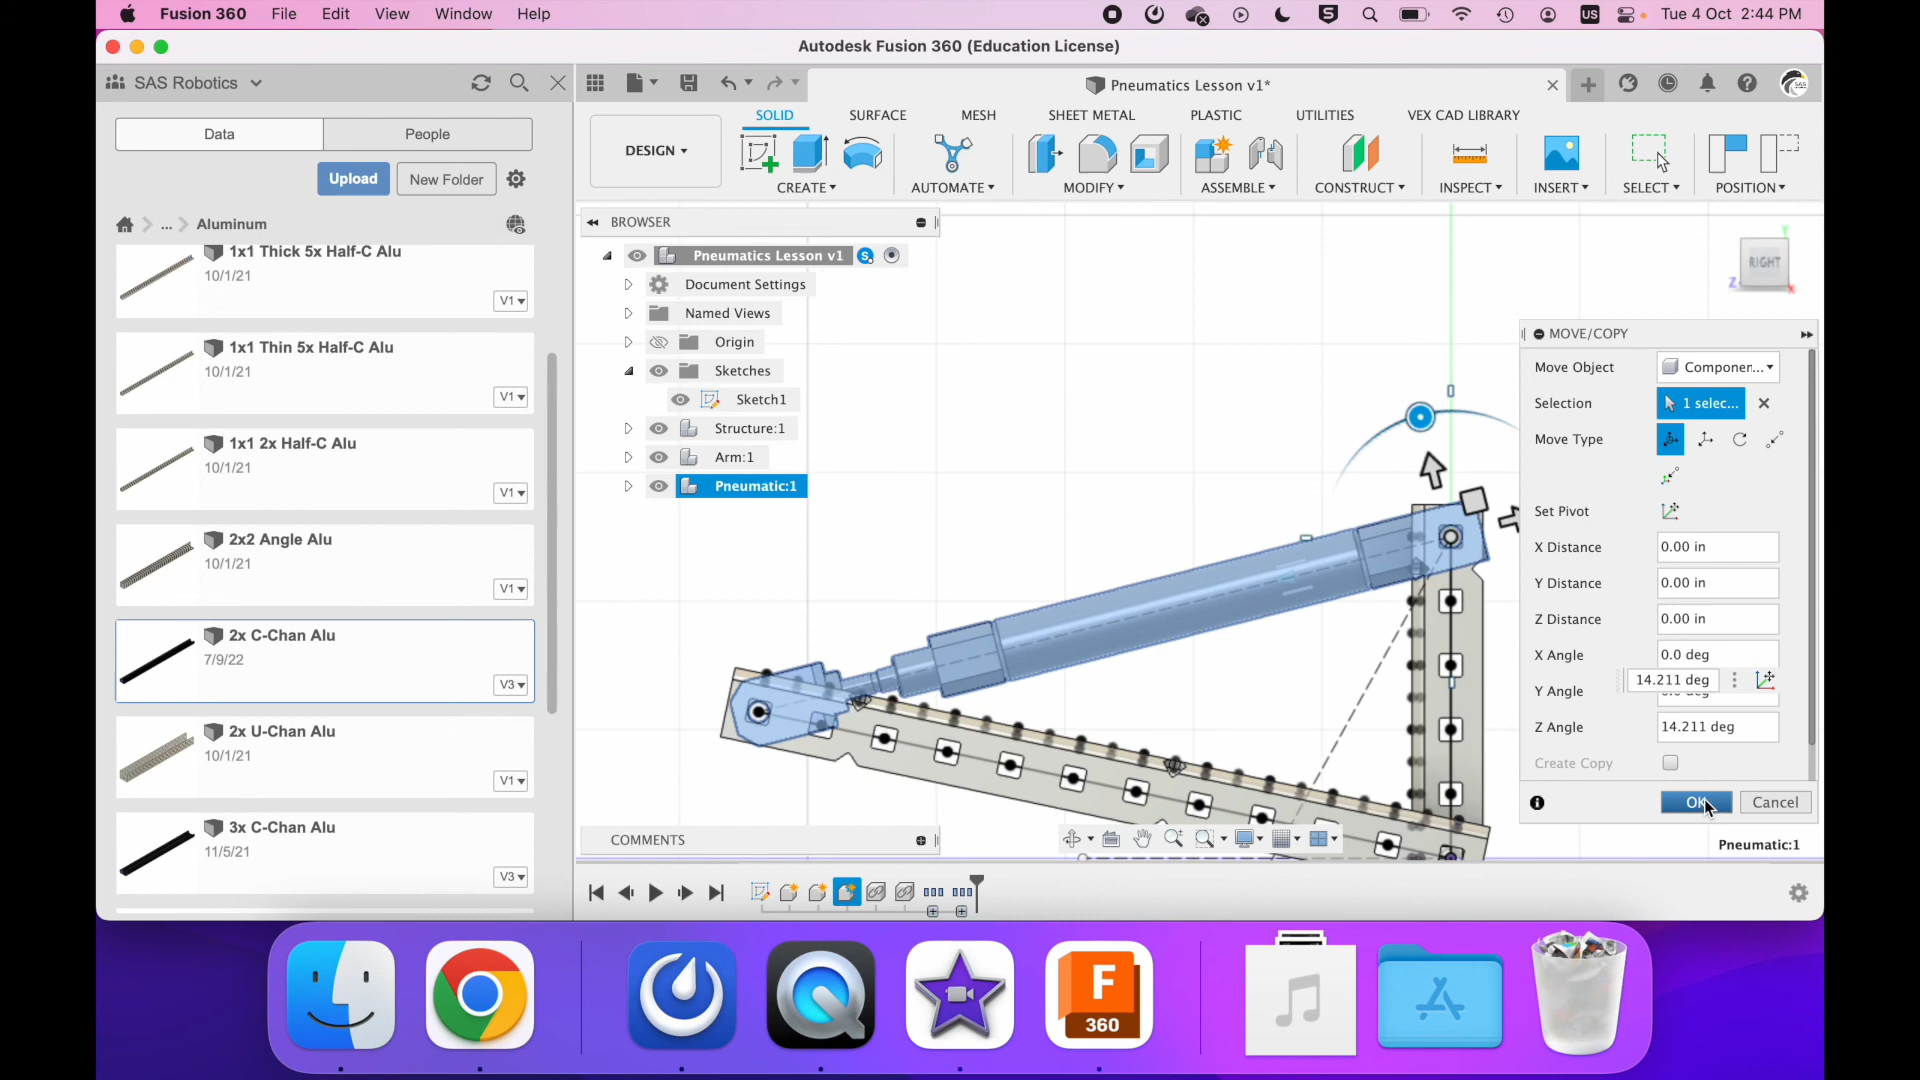 Fusion 360 File Edit View Window Help
US Tue 4 Oct 2:44 PM
Autodesk Fusion 360 (Education License)
SAS Robotics
Pneumatics Lesson v1*
Data People
Upload New Folder
... Aluminum
1x1 Thick 5x Half-C Alu
10/1/21
V1
1x1 Thin 5x Half-C Alu
10/1/21
V1
1x1 2x Half-C Alu
10/1/21
V1
2x2 Angle Alu
10/1/21
V1
2x C-Chan Alu
7/9/22
V3
2x U-Chan Alu
10/1/21
V1
3x C-Chan Alu
11/5/21
V3
SOLID SURFACE MESH SHEET METAL PLASTIC UTILITIES VEX CAD LIBRARY
DESIGN
CREATE AUTOMATE MODIFY ASSEMBLE CONSTRUCT INSPECT INSERT SELECT POSITION
BROWSER
Pneumatics Lesson v1
Document Settings
Named Views
Origin
Sketches
Sketch1
Structure:1
Arm:1
Pneumatic:1
COMMENTS
Y
RIGHT
Z X
MOVE/COPY
Move Object Componen...
Selection 1 selec...
Move Type
Set Pivot
X Distance 0.00 in
Y Distance 0.00 in
Z Distance 0.00 in
X Angle 0.0 deg
14.211 deg
Y Angle
Z Angle 14.211 deg
Create Copy
OK Cancel
Pneumatic:1
F
360